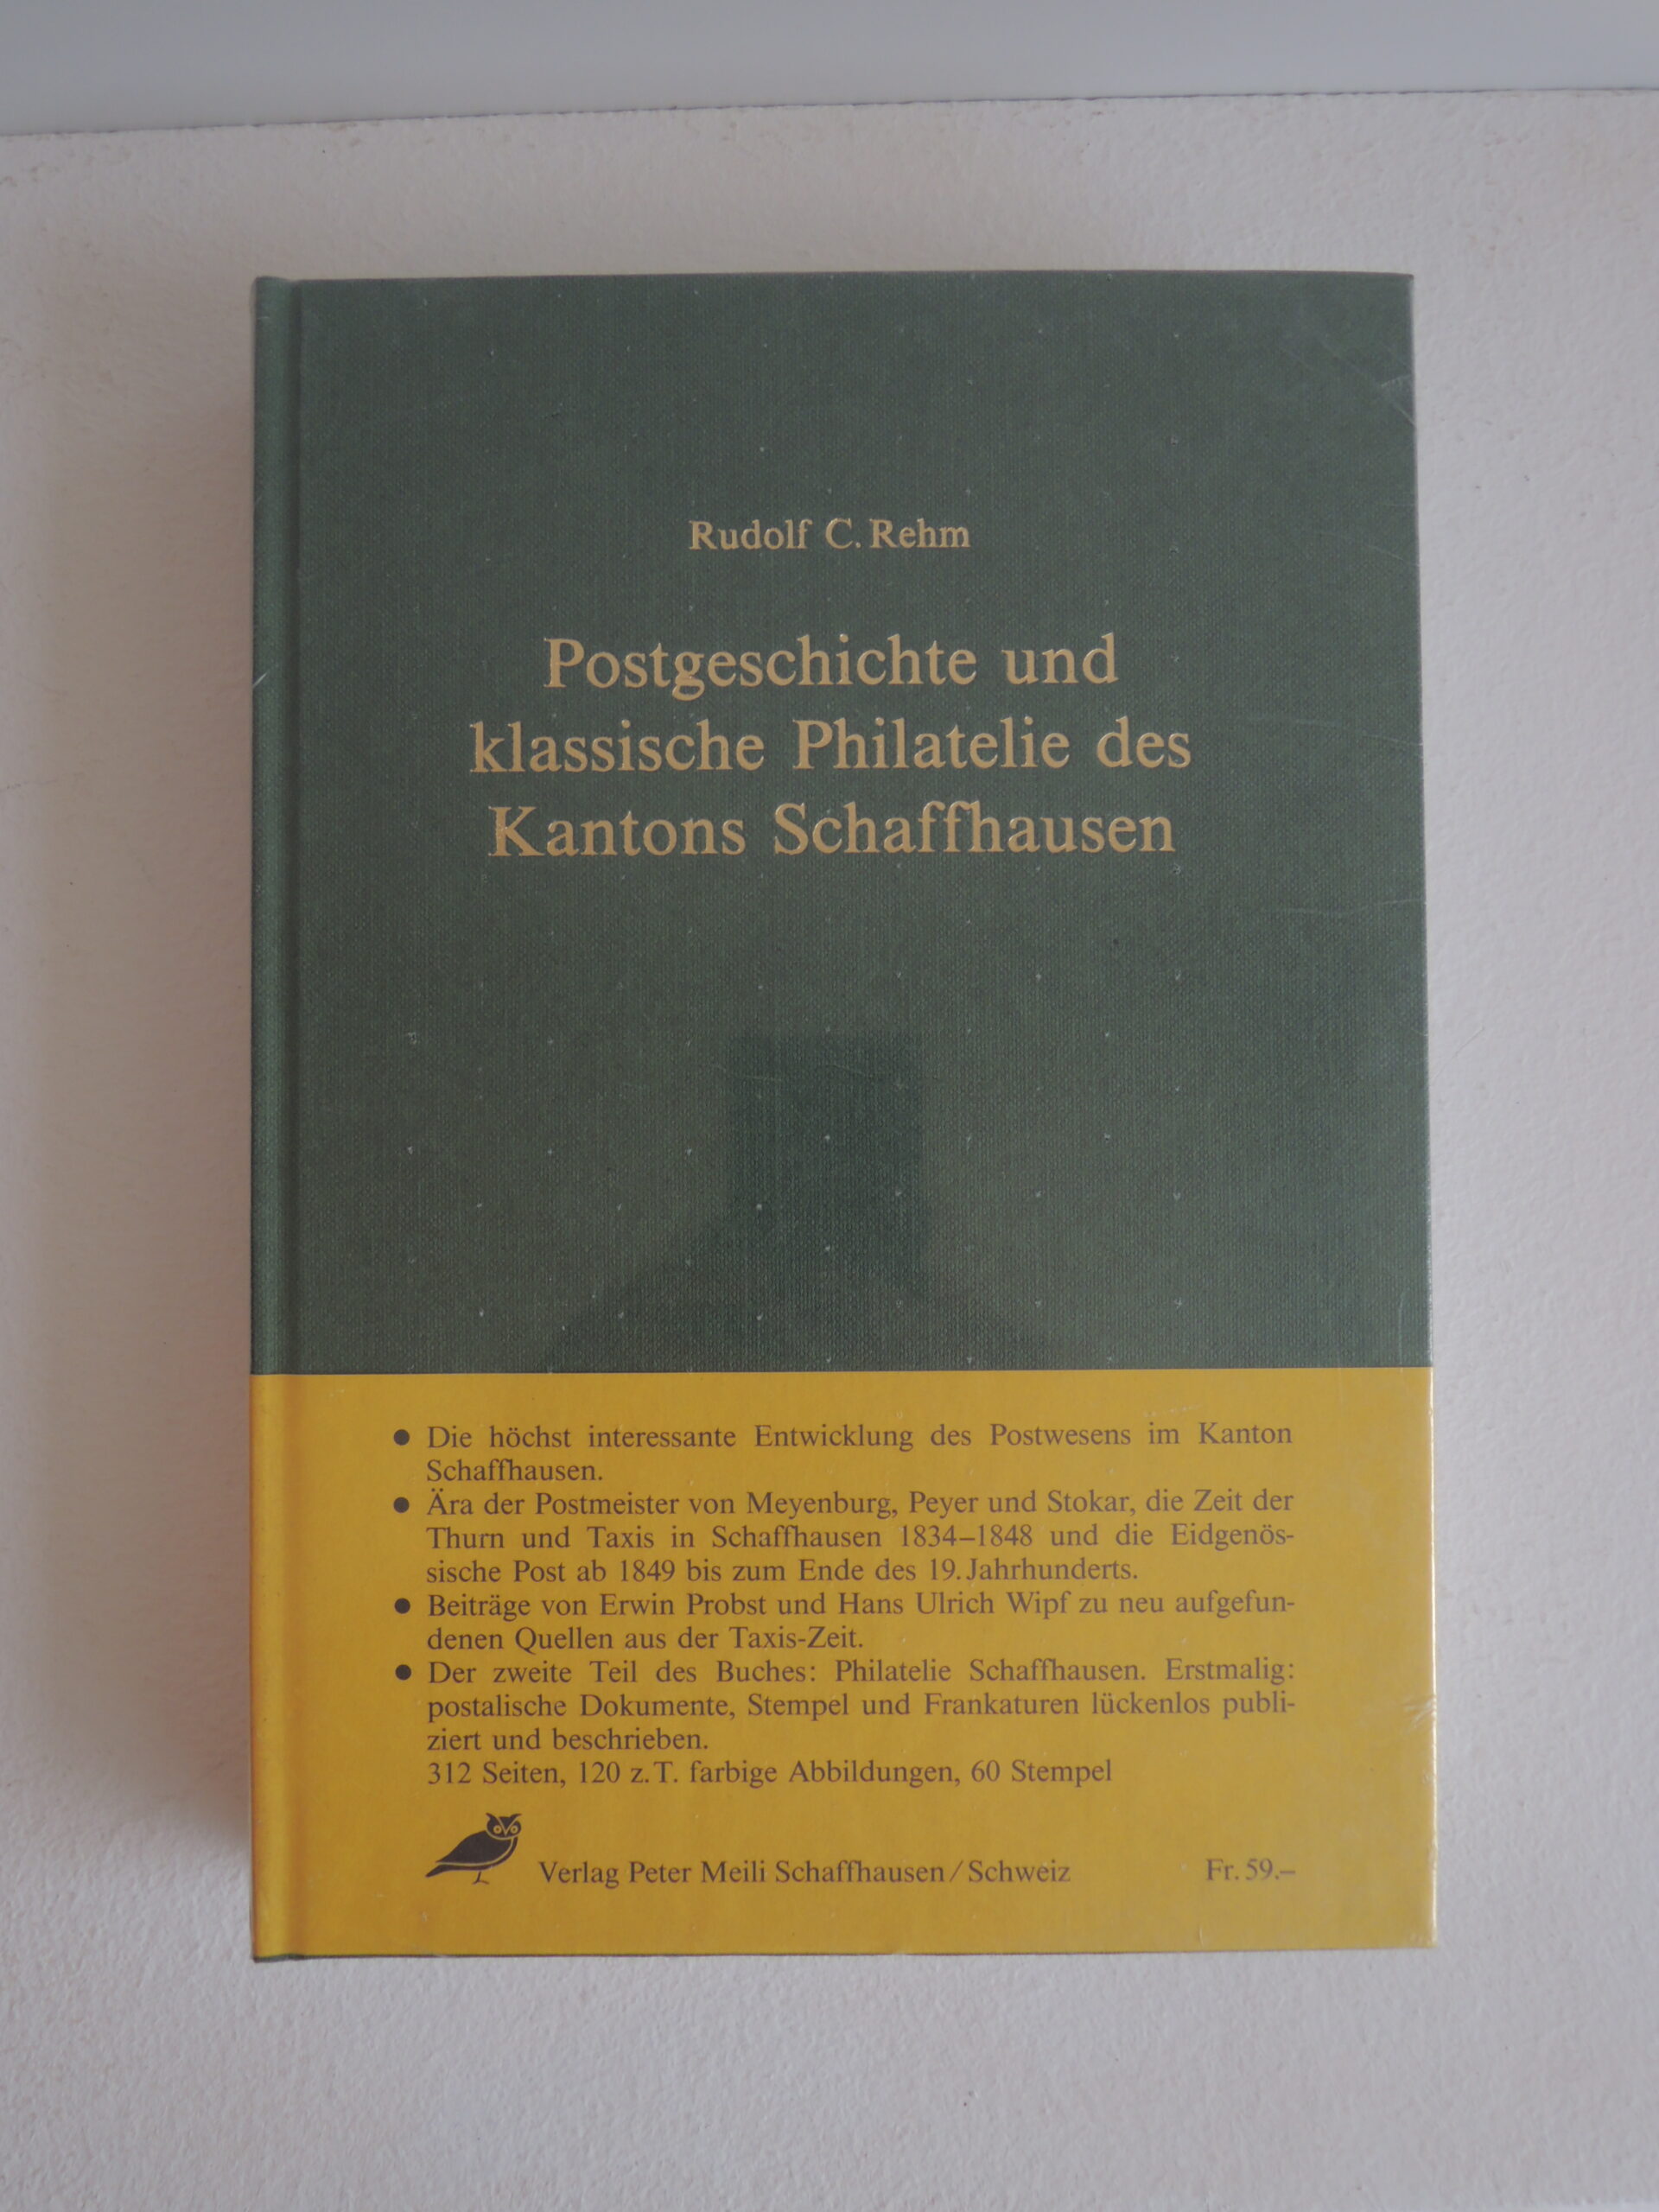 Rudolf C. Rehm
Postgeschichte und
klassische Philatelie des
Kantons Schaffhausen
● Die höchst interessante Entwicklung des Postwesens im Kanton
Schaffhausen.
● Ära der Postmeister von Meyenburg, Peyer und Stokar, die Zeit der
Thurn und Taxis in Schaffhausen 1834–1848 und die Eidgenös-
sische Post ab 1849 bis zum Ende des 19. Jahrhunderts.
● Beiträge von Erwin Probst und Hans Ulrich Wipf zu neu aufgefun-
denen Quellen aus der Taxis-Zeit.
● Der zweite Teil des Buches: Philatelie Schaffhausen. Erstmalig:
postalische Dokumente, Stempel und Frankaturen lückenlos publi-
ziert und beschrieben.
312 Seiten, 120 z. T. farbige Abbildungen, 60 Stempel
Verlag Peter Meili Schaffhausen / Schweiz Fr. 59.–